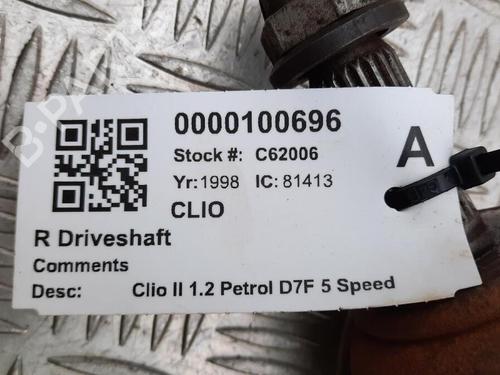 0000100696
Stock #: C62006
A
Yr:1998 IC: 81413
CLIO
R Driveshaft
Comments
Desc: Clio II 1.2 Petrol D7F 5 Speed
B-PARTS